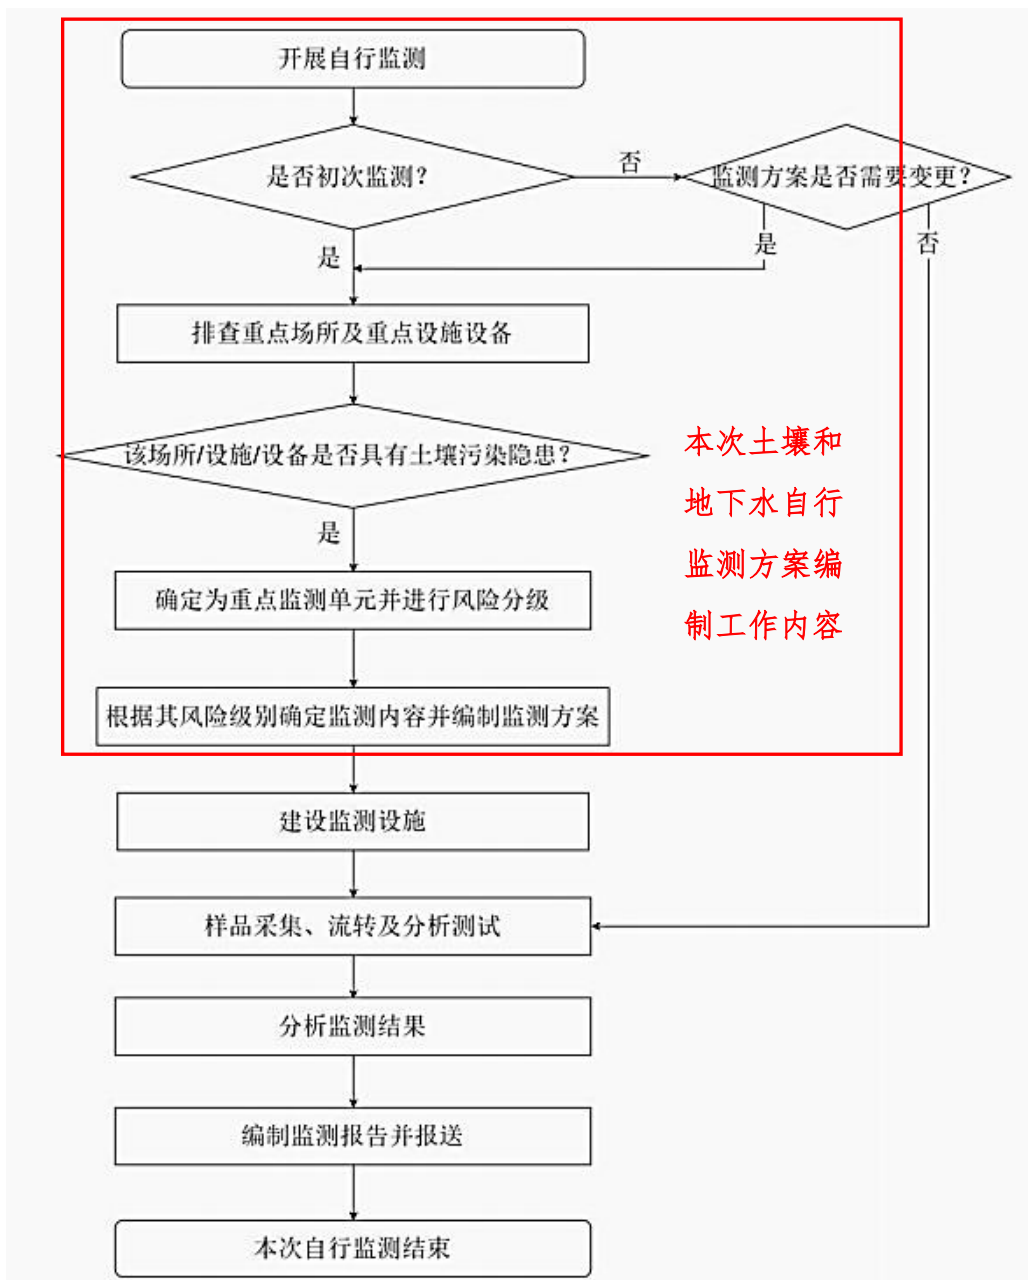 开展自行监测
是否初次监测？
否
监测方案是否需要变更？
是
是
否
排查重点场所及重点设施设备
该场所/设施/设备是否具有土壤污染隐患？
是
本次土壤和
地下水自行
监测方案编
制工作内容
确定为重点监测单元并进行风险分级
根据其风险级别确定监测内容并编制监测方案
建设监测设施
样品采集、流转及分析测试
分析监测结果
编制监测报告并报送
本次自行监测结束